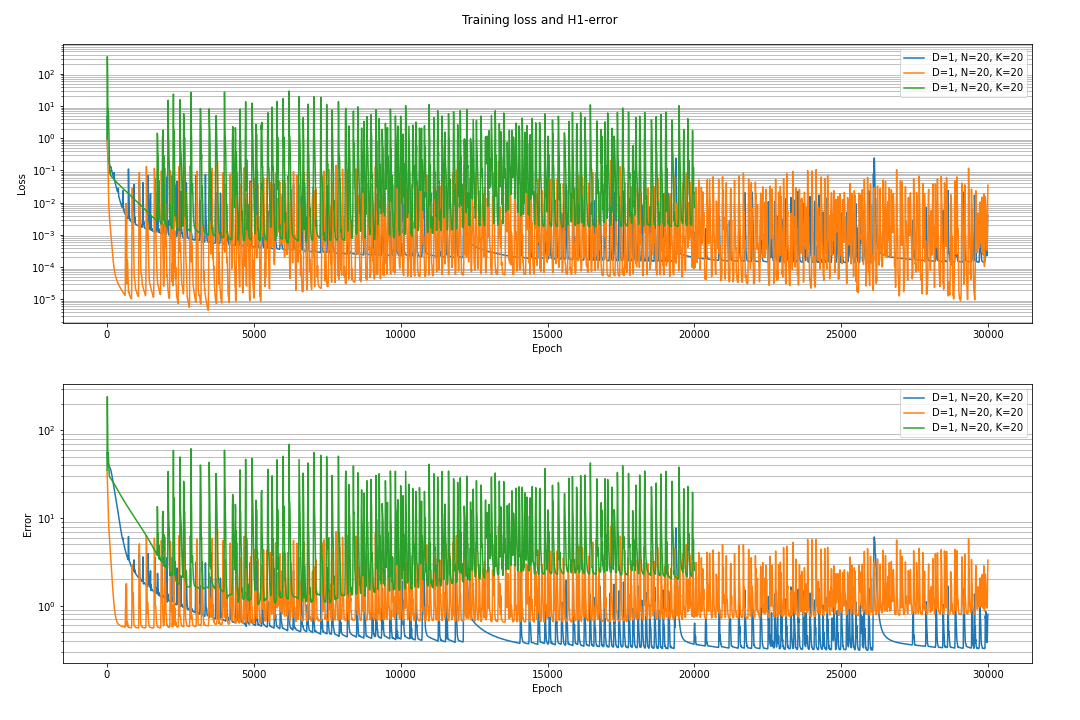 Training loss and H1-error
Loss
10²
10¹
10⁰
10⁻¹
10⁻²
10⁻³
10⁻⁴
10⁻⁵
D=1, N=20, K=20
D=1, N=20, K=20
D=1, N=20, K=20
0 5000 10000 15000 20000 25000 30000
Epoch
Error
10²
10¹
10⁰
D=1, N=20, K=20
D=1, N=20, K=20
D=1, N=20, K=20
0 5000 10000 15000 20000 25000 30000
Epoch